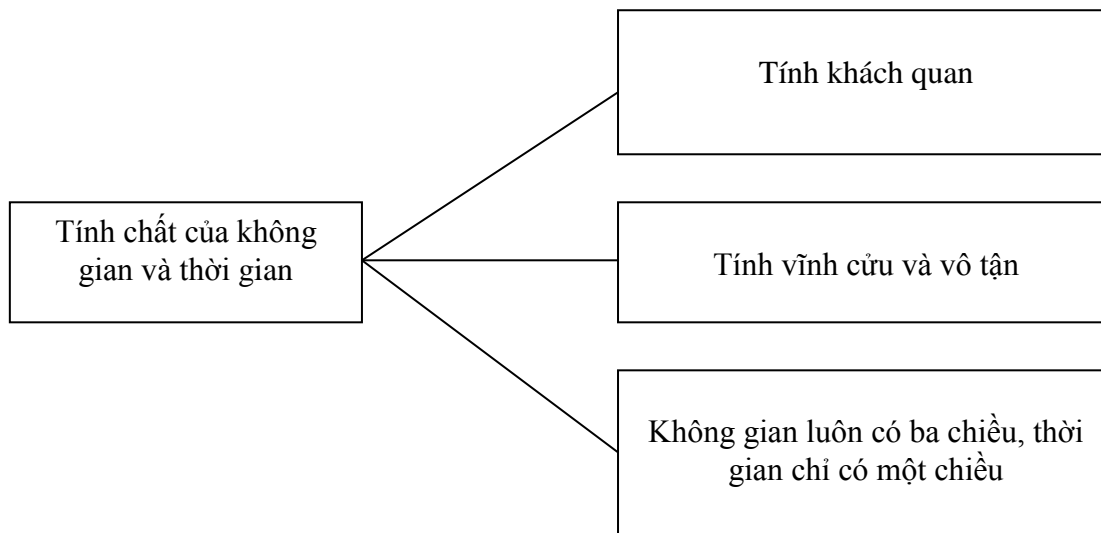 Tính khách quan
Tính chất của không
gian và thời gian
Tính vĩnh cửu và vô tận
Không gian luôn có ba chiều, thời
gian chỉ có một chiều